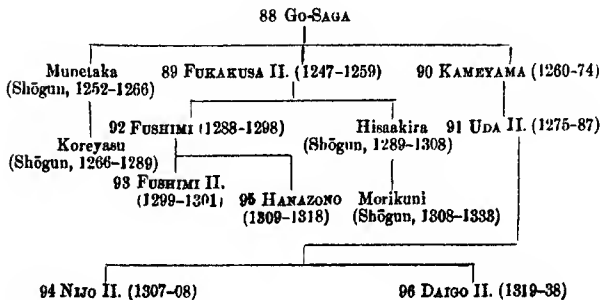 88 GO-SAGA
Munetaka 89 FUKAKUSA II. (1247-1259) 90 KAMEYAMA (1260-74)
(Shōgun, 1252-1266)
92 FUSHIMI (1288-1298) Hisaakira 91 UDA II. (1275-87)
Koreyasu (Shōgun, 1289-1308)
(Shōgun, 1266-1289)
93 FUSHIMI II. 95 HANAZONO Morikuni
(1299-1301) (1309-1318) (Shōgun, 1308-1333)
94 NIJO II. (1307-08) 96 DAIGO II. (1319-38)